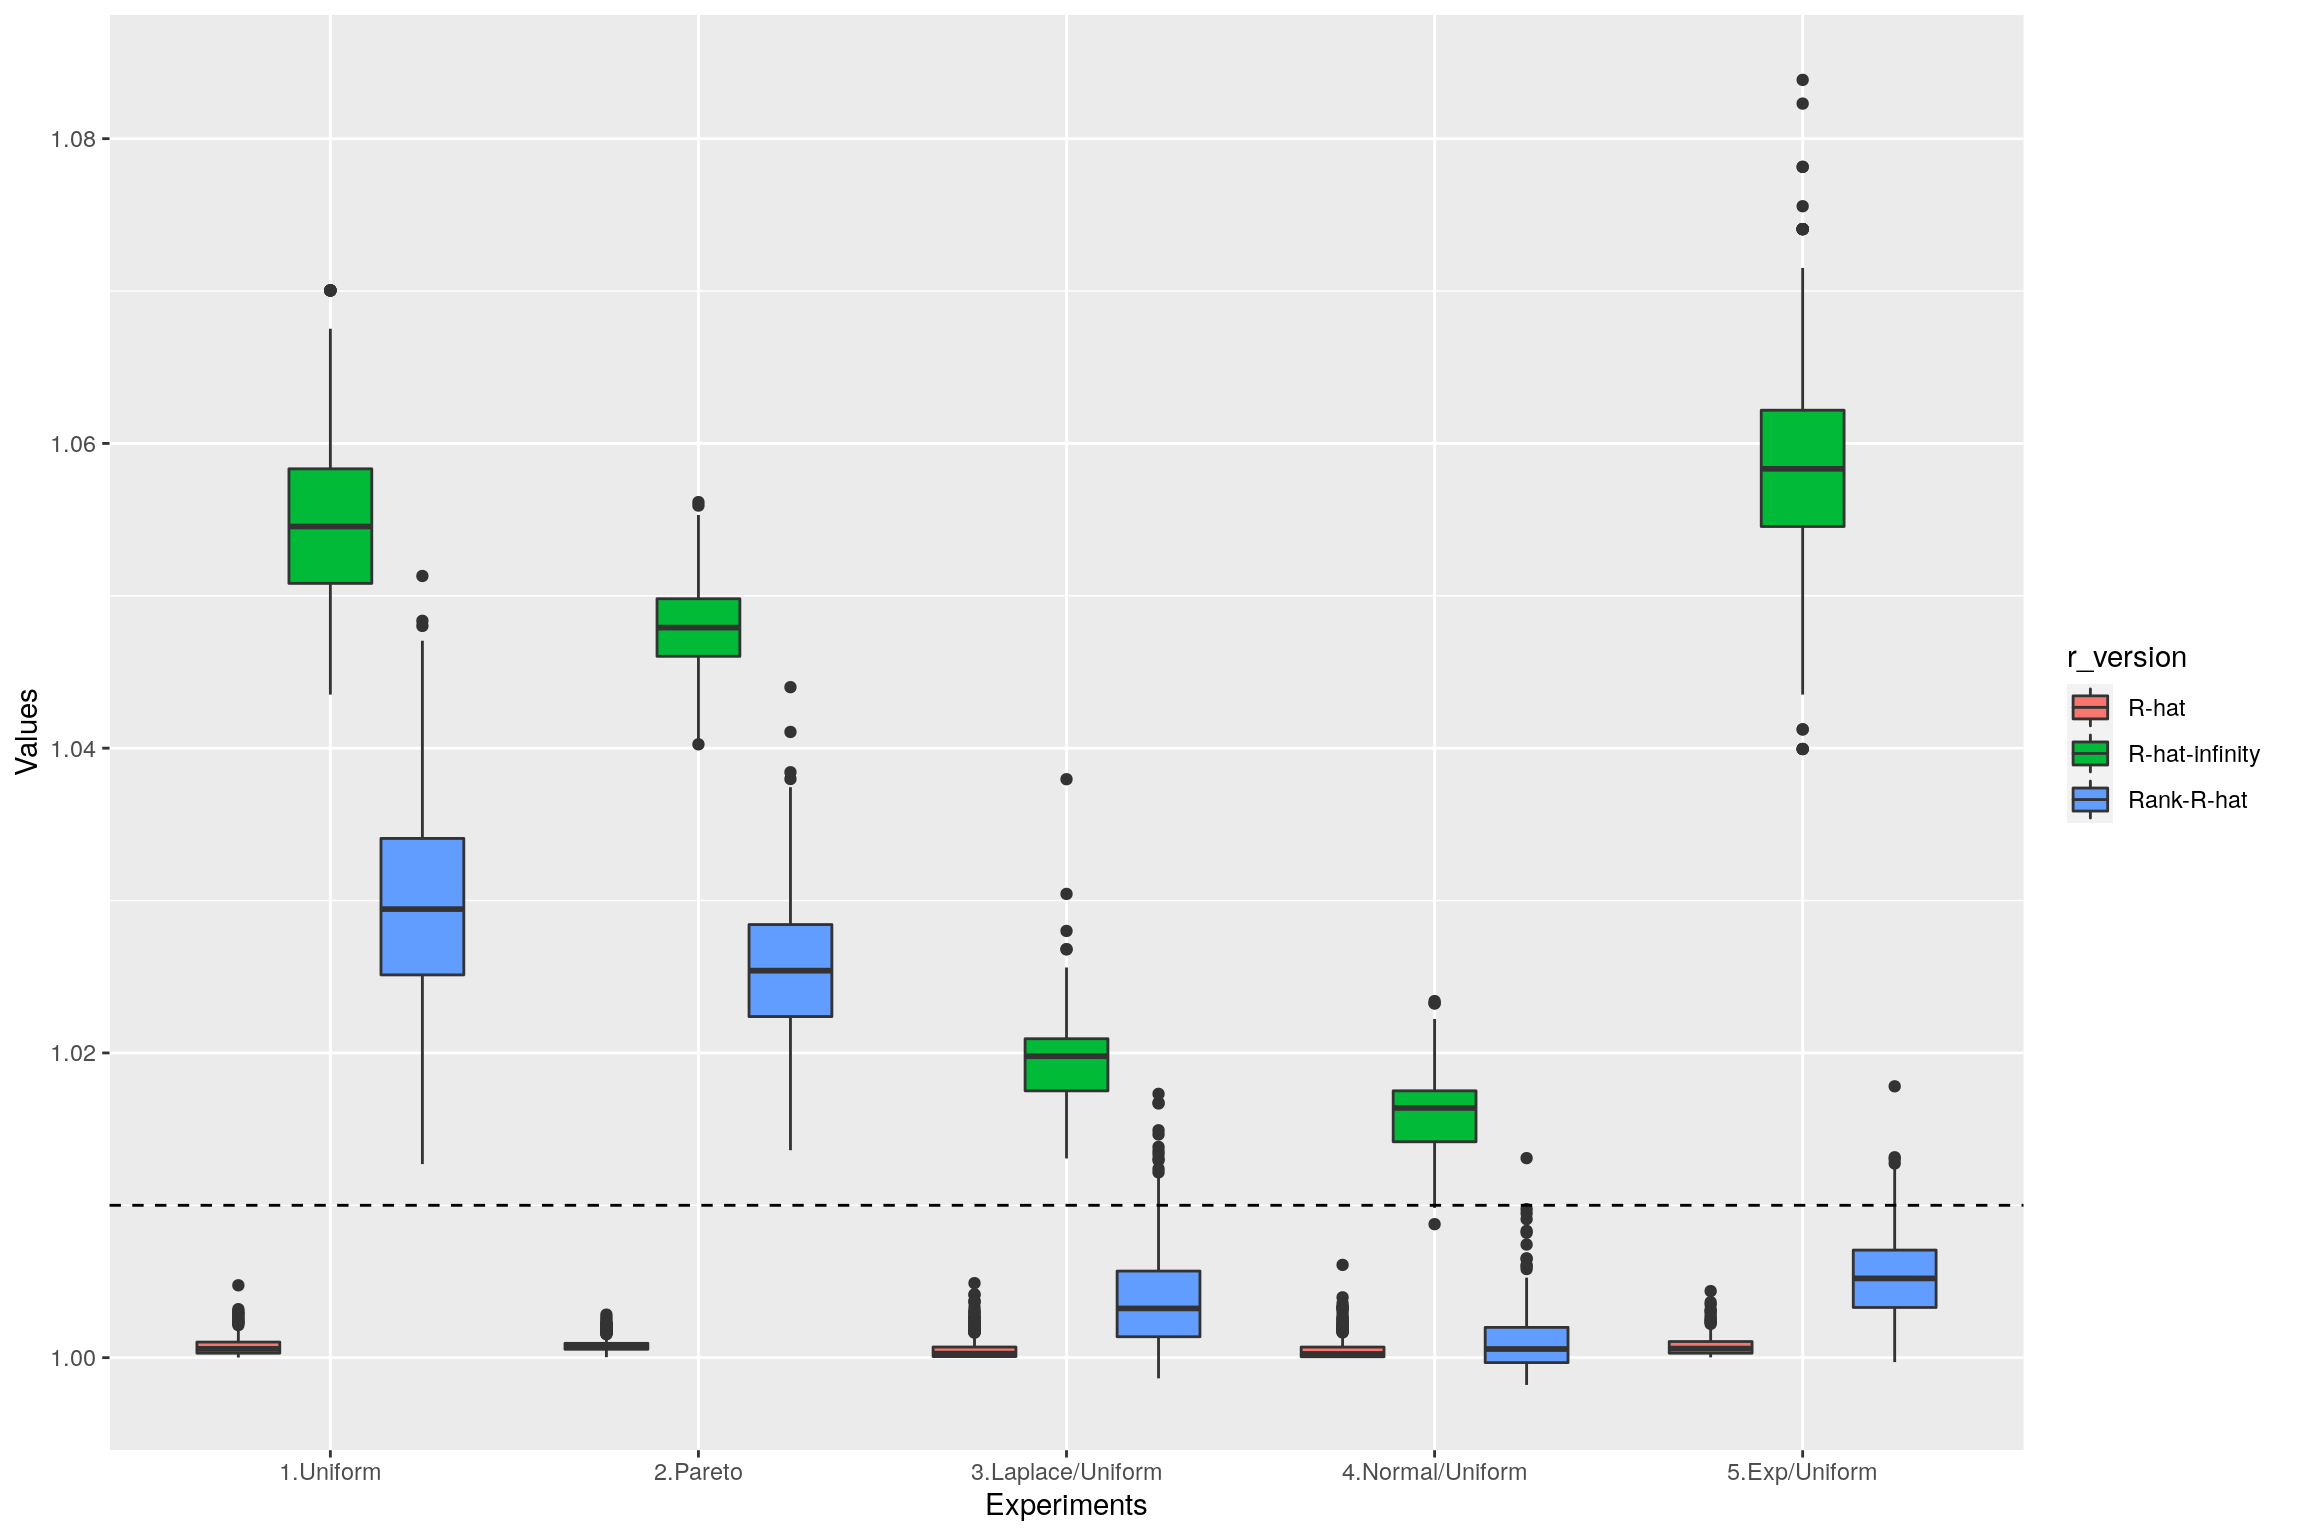 1.08
1.06
1.04
1.02
1.00
Values
1.Uniform
2.Pareto
3.Laplace/Uniform
4.Normal/Uniform
5.Exp/Uniform
Experiments
r_version
R-hat
R-hat-infinity
Rank-R-hat